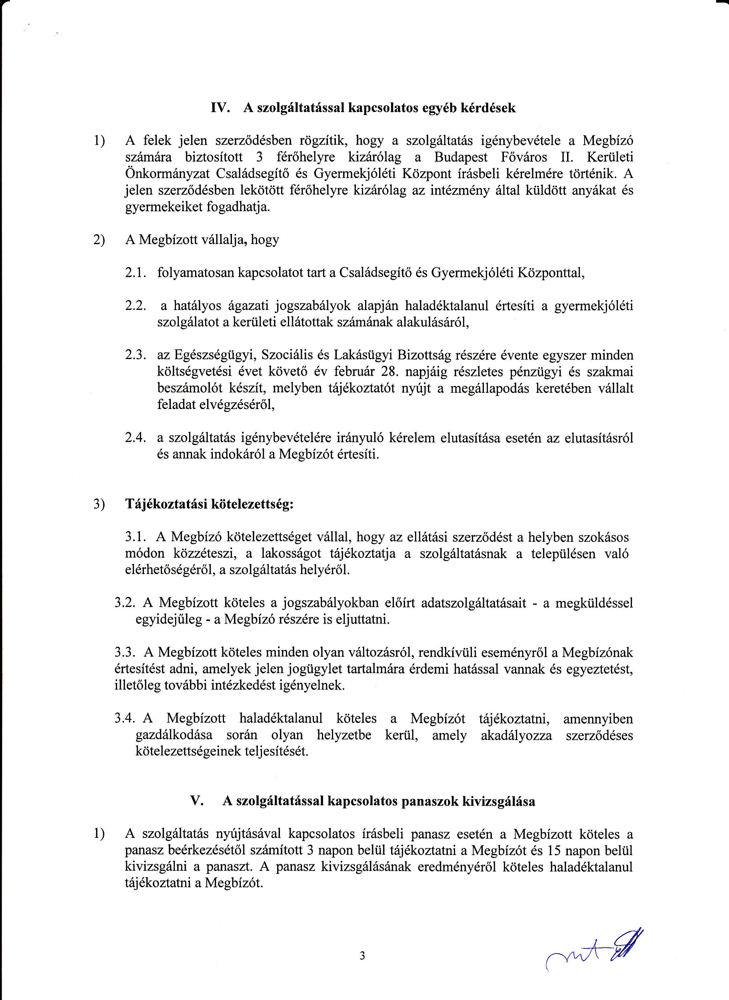 IV. A szolgáltatással kapcsolatos egyéb kérdések
1) A felek jelen szerződésben rögzítik, hogy a szolgáltatás igénybevétele a Megbízó
számára biztosított 3 férőhelyre kizárólag a Budapest Főváros II. Kerületi
Önkormányzat Családsegítő és Gyermekjóléti Központ írásbeli kérelmére történik. A
jelen szerződésben lekötött férőhelyre kizárólag az intézmény által küldött anyákat és
gyermekeiket fogadhatja.
2) A Megbízott vállalja, hogy
2.1. folyamatosan kapcsolatot tart a Családsegítő és Gyermekjóléti Központtal,
2.2. a hatályos ágazati jogszabályok alapján haladéktalanul értesíti a gyermekjóléti
szolgálatot a kerületi ellátottak számának alakulásáról,
2.3. az Egészségügyi, Szociális és Lakásügyi Bizottság részére évente egyszer minden
költségvetési évet követő év február 28. napjáig részletes pénzügyi és szakmai
beszámolót készít, melyben tájékoztatót nyújt a megállapodás keretében vállalt
feladat elvégzéséről,
2.4. a szolgáltatás igénybevételére irányuló kérelem elutasítása esetén az elutasításról
és annak indokáról a Megbízót értesíti.
3) Tájékoztatási kötelezettség:
3.1. A Megbízó kötelezettséget vállal, hogy az ellátási szerződést a helyben szokásos
módon közzéteszi, a lakosságot tájékoztatja a szolgáltatásnak a településen való
elérhetőségéről, a szolgáltatás helyéről.
3.2. A Megbízott köteles a jogszabályokban előírt adatszolgáltatásait - a megküldéssel
egyidejűleg - a Megbízó részére is eljuttatni.
3.3. A Megbízott köteles minden olyan változásról, rendkívüli eseményről a Megbízónak
értesítést adni, amelyek jelen jogügylet tartalmára érdemi hatással vannak és egyeztetést,
illetőleg további intézkedést igényelnek.
3.4. A Megbízott haladéktalanul köteles a Megbízót tájékoztatni, amennyiben
gazdálkodása során olyan helyzetbe kerül, amely akadályozza szerződéses
kötelezettségeinek teljesítését.
V. A szolgáltatással kapcsolatos panaszok kivizsgálása
1) A szolgáltatás nyújtásával kapcsolatos írásbeli panasz esetén a Megbízott köteles a
panasz beérkezésétől számított 3 napon belül tájékoztatni a Megbízót és 15 napon belül
kivizsgálni a panaszt. A panasz kivizsgálásának eredményéről köteles haladéktalanul
tájékoztatni a Megbízót.
3